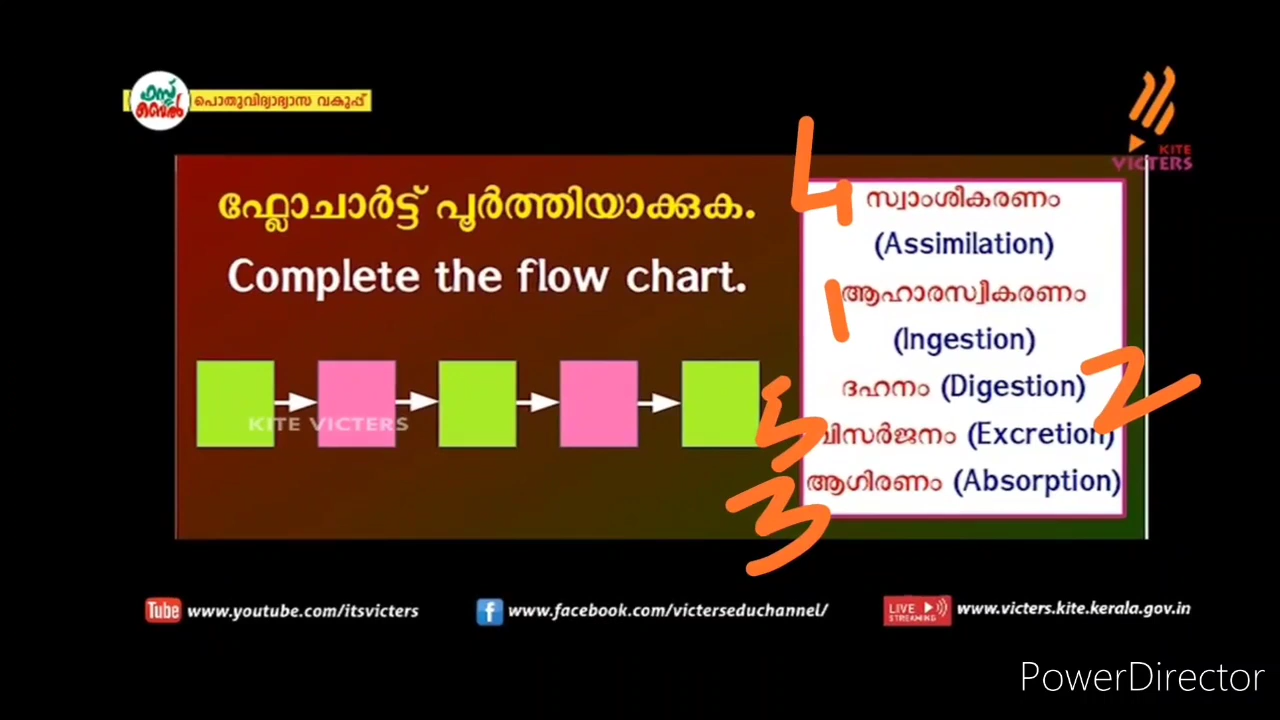 ഫസ്റ്റ്
ബെൽ
പൊതുവിദ്യാഭ്യാസ വകുപ്പ്
KITE
VICTERS
ഫ്ലോചാർട്ട് പൂർത്തിയാക്കുക.
Complete the flow chart.
KITE VICTERS
4 സ്വാംശീകരണം
(Assimilation)
1 ആഹാരസ്വീകരണം
(Ingestion)
ദഹനം (Digestion) 2
5 വിസർജനം (Excretion)
3 ആഗിരണം (Absorption)
Tube www.youtube.com/itsvicters
f www.facebook.com/victerseduchannel/
LIVE STREAMING www.victers.kite.kerala.gov.in
PowerDirector